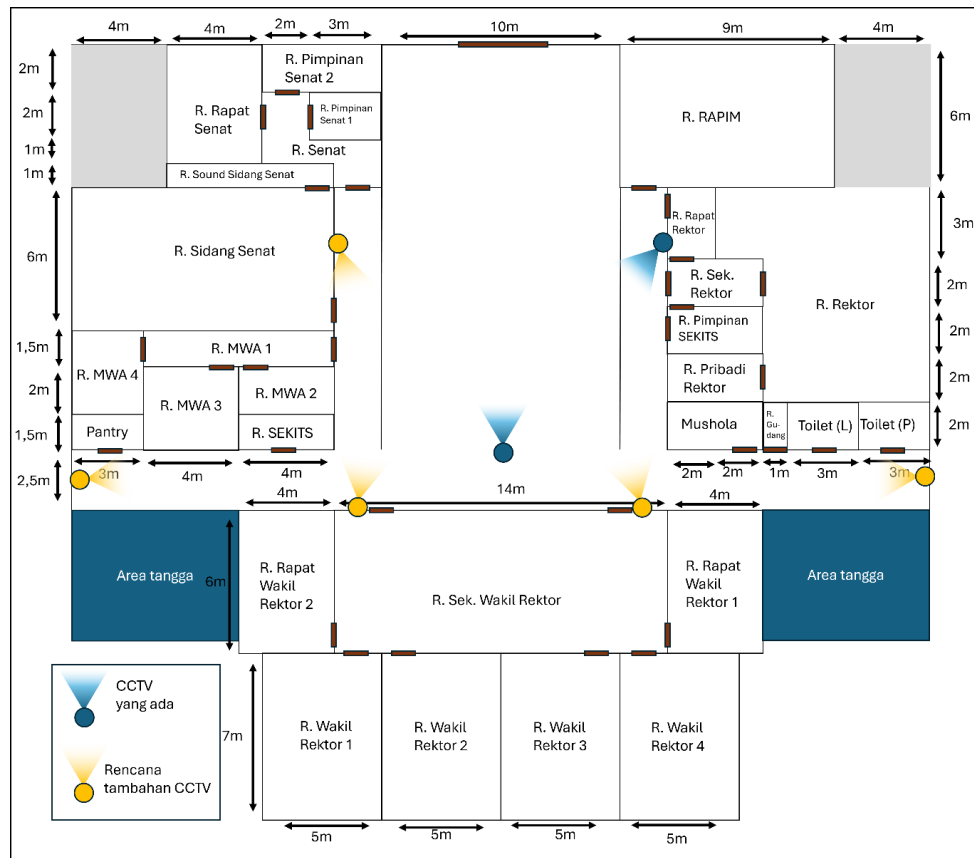 4m
4m
2m
3m
10m
9m
4m
2m
2m
1m
1m
6m
1,5m
2m
1,5m
2,5m
R. Pimpinan
Senat 2
R. Rapat
Senat
R. Pimpinan
Senat 1
R. Senat
R. Sound Sidang Senat
R. RAPIM
6m
R. Sidang Senat
R. Rapat
Rektor
3m
R. Sek.
Rektor
2m
R. Rektor
R. Pimpinan
SEKITS
2m
R. MWA 1
R. MWA 4
R. MWA 3
R. MWA 2
R. Pribadi
Rektor
2m
Pantry
R. SEKITS
Mushola
R.
Gu-
dang
Toilet (L)
Toilet (P)
2m
3m
4m
4m
2m
2m
1m
3m
3m
4m
14m
4m
Area tangga
6m
R. Rapat
Wakil
Rektor 2
R. Sek. Wakil Rektor
R. Rapat
Wakil
Rektor 1
Area tangga
CCTV
yang ada
Rencana
tambahan CCTV
7m
R. Wakil
Rektor 1
R. Wakil
Rektor 2
R. Wakil
Rektor 3
R. Wakil
Rektor 4
5m
5m
5m
5m